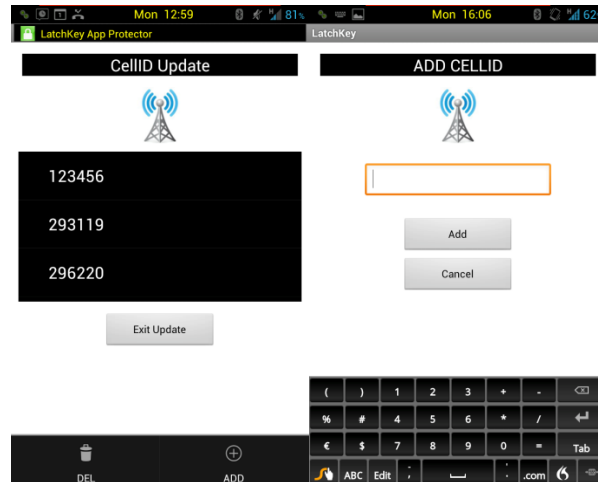 Mon 12:59
81%
LatchKey App Protector
CellID Update
123456
293119
296220
Exit Update
DEL
ADD
Mon 16:06
62
LatchKey
ADD CELLID
Add
Cancel
( ) 1 2 3 + -
% # 4 5 6 * /
€ $ 7 8 9 0 = Tab
ABC Edit ; , : . .com